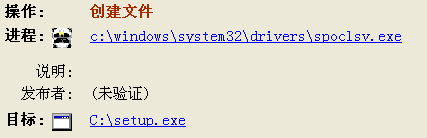 操作: 创建文件
进程: c:\windows\system32\drivers\spoclsv.exe
说明:
发布者: (未验证)
目标: C:\setup.exe